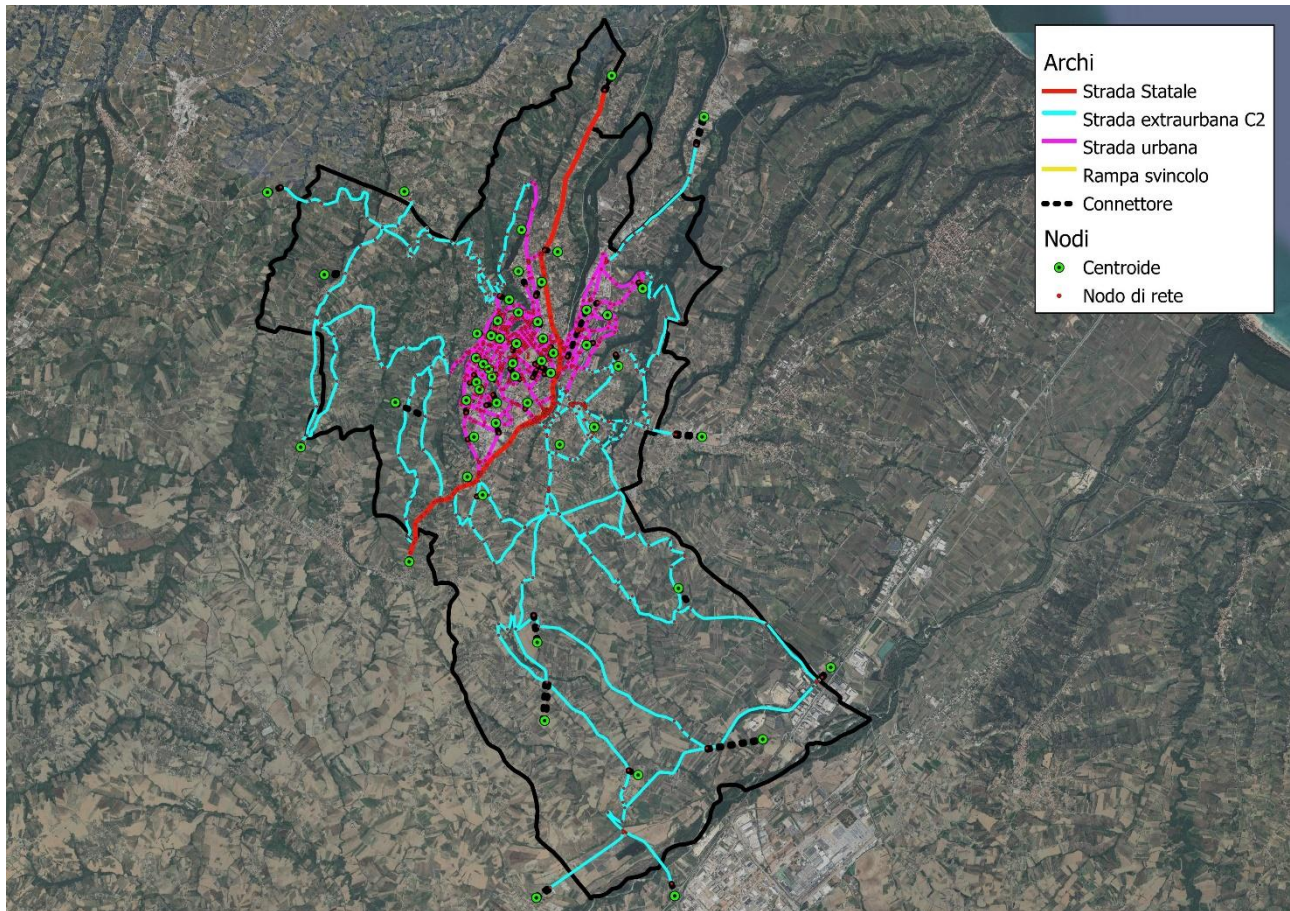 Archi
Strada Statale
Strada extraurbana C2
Strada urbana
Rampa svincolo
Connettore
Nodi
Centroide
Nodo di rete